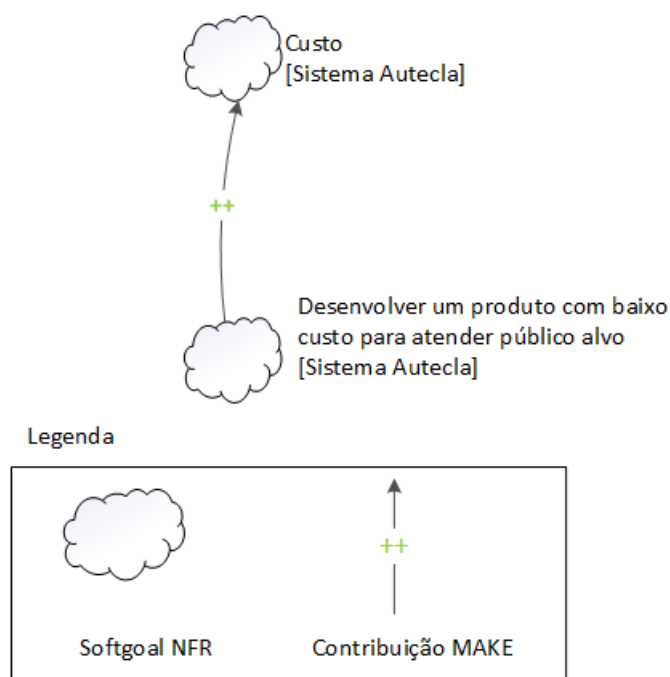 Custo
[Sistema Autecla]
++
Desenvolver um produto com baixo
custo para atender público alvo
[Sistema Autecla]
Legenda
++
Softgoal NFR
Contribuição MAKE